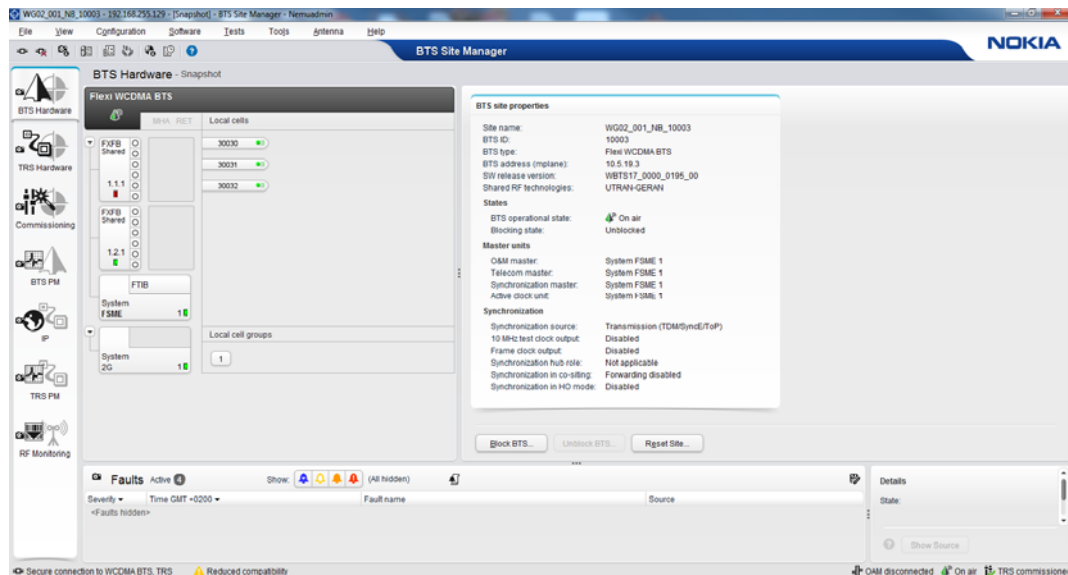 WG02_001_NB_10003 - 192.168.255.129 - [Snapshot] - BTS Site Manager - Nemuadmin
File View Configuration Software Tests Tools Antenna Help
BTS Site Manager
NOKIA
BTS Hardware
TRS Hardware
Commissioning
BTS PM
IP
TRS PM
RF Monitoring
BTS Hardware - Snapshot
Flexi WCDMA BTS
MHA RET
Local cells
FXFB
Shared
1.1.1
FXFB
Shared
1.2.1
FTIB
System
FSME 1
System
2G 1
30030
30031
30032
Local cell groups
1
BTS site properties
Site name: WG02_001_NB_10003
BTS ID: 10003
BTS type: Flexi WCDMA BTS
BTS address (mplane): 10.5.19.3
SW release version: WBTS17_0000_0195_00
Shared RF technologies: UTRAN-GERAN
States
BTS operational state: On air
Blocking state: Unblocked
Master units
O&M master: System FSME 1
Telecom master: System FSME 1
Synchronization master: System FSME 1
Active clock unit: System FSME 1
Synchronization
Synchronization source: Transmission (TDM/SyncE/ToP)
10 MHz test clock output: Disabled
Frame clock output: Disabled
Synchronization hub role: Not applicable
Synchronization in co-siting: Forwarding disabled
Synchronization in HO mode: Disabled
Block BTS... Unblock BTS... Reset Site...
Faults Active 4 Show: (All hidden)
Severity Time GMT +0200 Fault name Source
<Faults hidden>
Details
State:
Show Source
Secure connection to WCDMA BTS, TRS Reduced compatibility OAM disconnected On air TRS commissioned